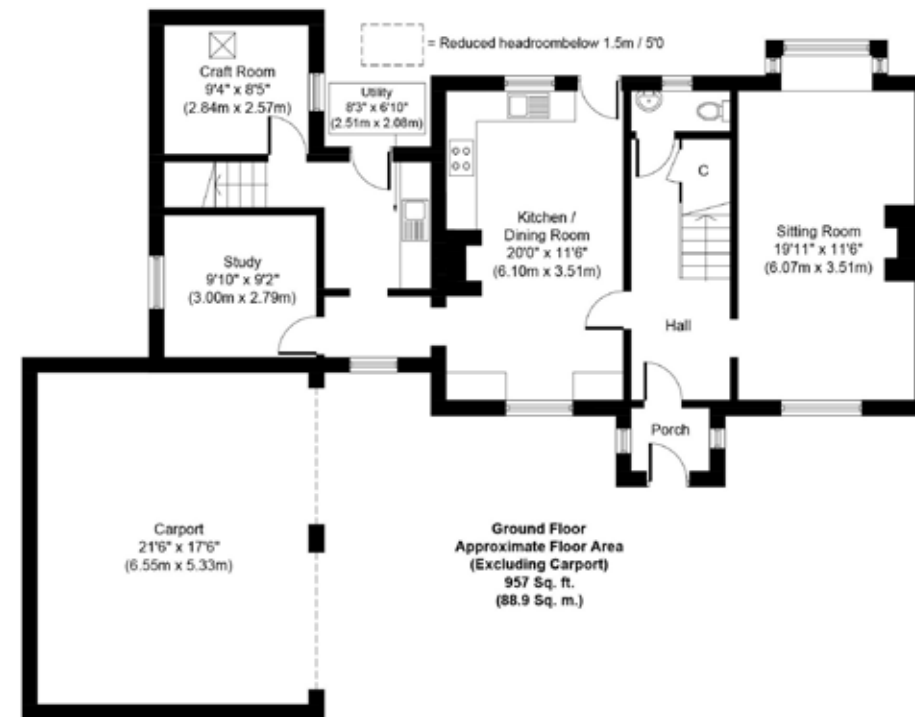 = Reduced headroombelow 1.5m / 5'0
Craft Room
9'4" x 8'5"
(2.84m x 2.57m)
Utility
8'3" x 6'10"
(2.51m x 2.08m)
C
Kitchen /
Dining Room
20'0" x 11'6"
(6.10m x 3.51m)
Sitting Room
19'11" x 11'6"
(6.07m x 3.51m)
Study
9'10" x 9'2"
(3.00m x 2.79m)
Hall
Porch
Carport
21'6" x 17'6"
(6.55m x 5.33m)
Ground Floor
Approximate Floor Area
(Excluding Carport)
957 Sq. ft.
(88.9 Sq. m.)